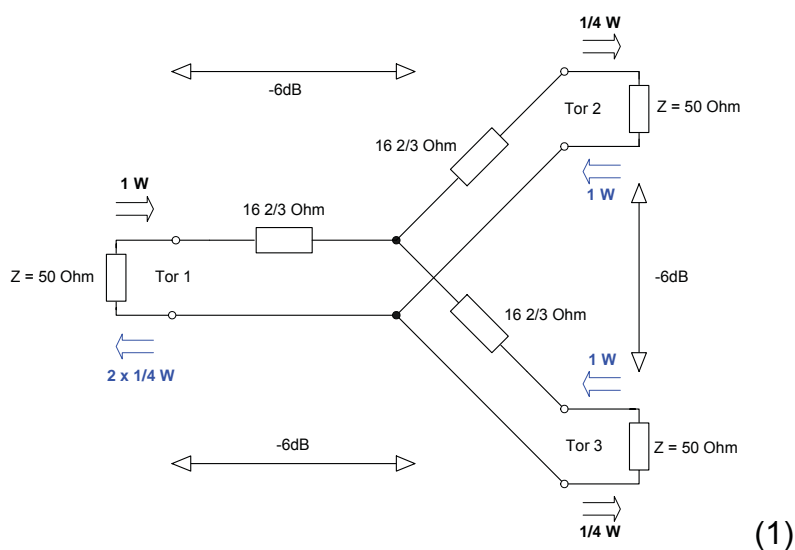 1/4 W
-6dB
Tor 2
Z = 50 Ohm
16 2/3 Ohm
1 W
1 W
16 2/3 Ohm
Z = 50 Ohm
Tor 1
-6dB
16 2/3 Ohm
2 x 1/4 W
1 W
-6dB
Tor 3
Z = 50 Ohm
1/4 W
(1)